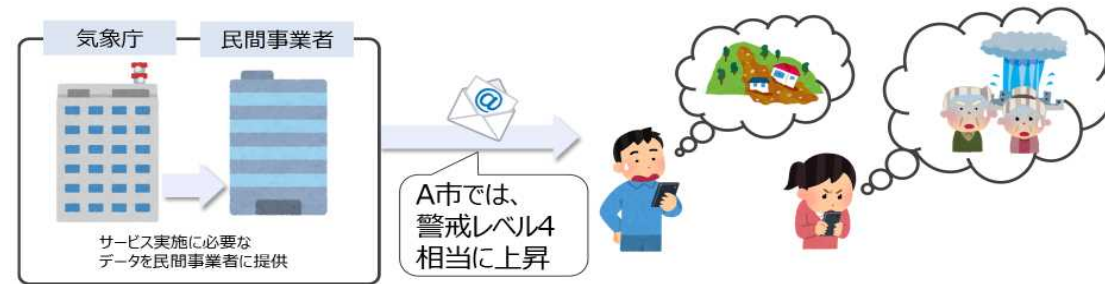 気象庁
民間事業者
サービス実施に必要な
データを民間事業者に提供
@
A市では、
警戒レベル4
相当に上昇